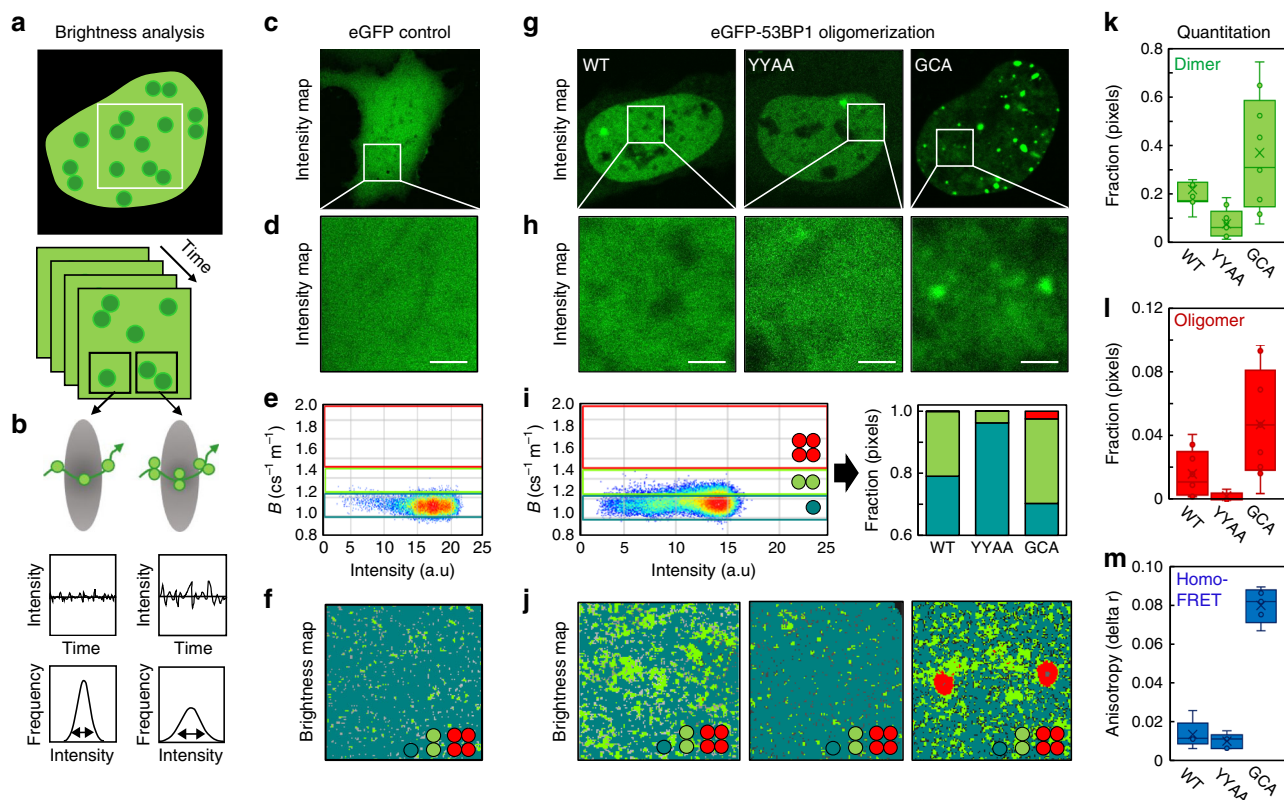 a
Brightness analysis
Time
b
Intensity
Time
Intensity
Time
Frequency
Intensity
Frequency
Intensity
c
eGFP control
Intensity map
d
Intensity map
e
B (cs⁻¹ m⁻¹)
2.0
1.8
1.6
1.4
1.2
1.0
0.8
0 5 10 15 20 25
Intensity (a.u)
f
Brightness map
g
eGFP-53BP1 oligomerization
Intensity map
WT
YYAA
GCA
h
Intensity map
i
B (cs⁻¹ m⁻¹)
2.0
1.8
1.6
1.4
1.2
1.0
0.8
0 5 10 15 20 25
Intensity (a.u)
Fraction (pixels)
1.0
0.8
0.6
WT YYAA GCA
j
Brightness map
k
Quantitation
Dimer
Fraction (pixels)
0.8
0.6
0.4
0.2
0
WT YYAA GCA
l
Oligomer
Fraction (pixels)
0.12
0.08
0.04
0
WT YYAA GCA
m
Homo-
FRET
Anisotropy (delta r)
0.10
0.08
0.06
0.04
0.02
0
WT YYAA GCA